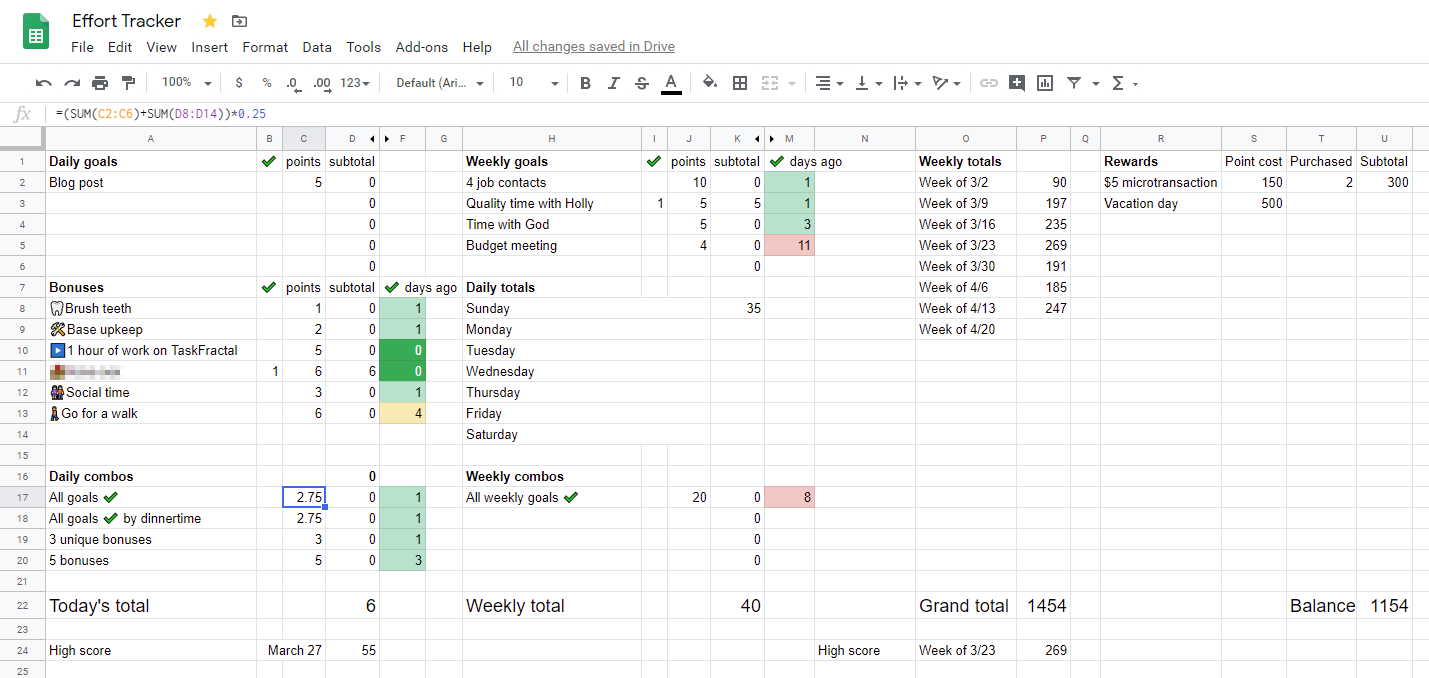 Effort Tracker
File Edit View Insert Format Data Tools Add-ons Help All changes saved in Drive
100% $ % .0 .00 123 Default (Ari... 10 B I S A Σ
fx =(SUM(C2:C6)+SUM(D8:D14))*0.25
A B C D F G H I J K M N O P Q R S T U
1 Daily goals ✔ points subtotal Weekly goals ✔ points subtotal ✔ days ago Weekly totals Rewards Point cost Purchased Subtotal
2 Blog post 5 0 4 job contacts 10 0 1 Week of 3/2 90 $5 microtransaction 150 2 300
3 0 Quality time with Holly 1 5 5 1 Week of 3/9 197 Vacation day 500
4 0 Time with God 5 0 3 Week of 3/16 235
5 0 Budget meeting 4 0 11 Week of 3/23 269
6 0 0 Week of 3/30 191
7 Bonuses ✔ points subtotal ✔ days ago Daily totals Week of 4/6 185
8 🦷Brush teeth 1 0 1 Sunday 35 Week of 4/13 247
9 🛠Base upkeep 2 0 1 Monday Week of 4/20
10 ▶1 hour of work on TaskFractal 5 0 0 Tuesday
11 1 6 6 0 Wednesday
12 👭Social time 3 0 1 Thursday
13 🚶Go for a walk 6 0 4 Friday
14 Saturday
15
16 Daily combos 0 Weekly combos
17 All goals ✔ 2.75 0 1 All weekly goals ✔ 20 0 8
18 All goals ✔ by dinnertime 2.75 0 1 0
19 3 unique bonuses 3 0 1 0
20 5 bonuses 5 0 3 0
21
22 Today's total 6 Weekly total 40 Grand total 1454 Balance 1154
23
24 High score March 27 55 High score Week of 3/23 269
25